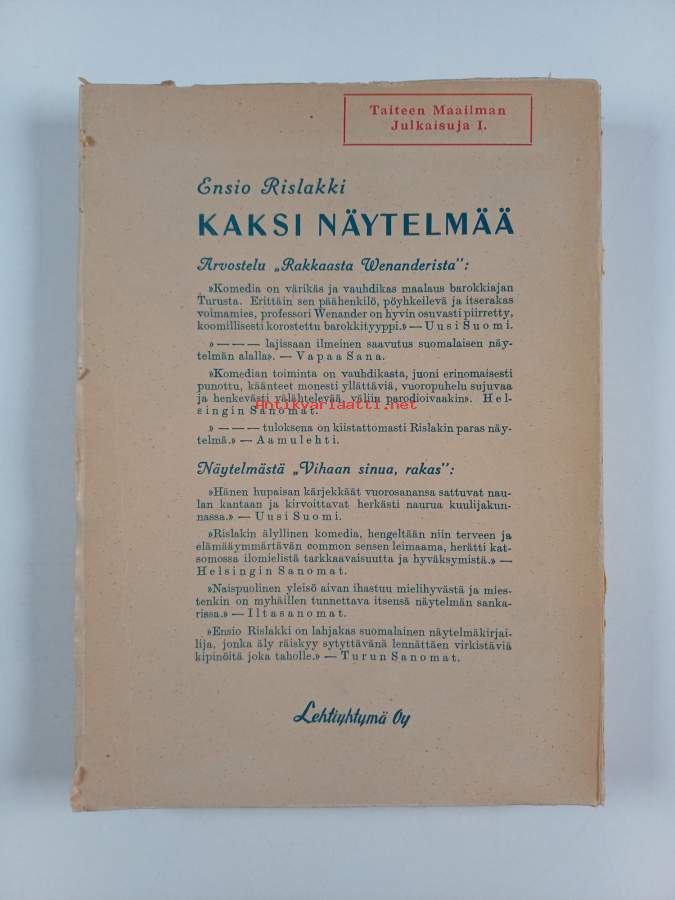 Taiteen Maailman
Julkaisuja I.
Ensio Rislakki
KAKSI NÄYTELMÄÄ
Arvostelu „Rakkaasta Wenanderista":
»Komedia on värikäs ja vauhdikas maalaus barokkiajan
Turusta. Erittäin sen päähenkilö, pöyhkeilevä ja itserakas
voimamies, professori Wenander on hyvin osuvasti piirretty,
koomillisesti korostettu barokkityyppi.» — Uusi Suomi.
» — — — lajissaan ilmeinen saavutus suomalaisen näy-
telmän alalla». — Vapaa Sana.
»Komedian toiminta on vauhdikasta, juoni erinomaisesti
punottu, käänteet monesti yllättäviä, vuoropuhelu sujuvaa
ja henkevästi välähtelevää, väliin parodioivaakin». Hel-
Antikvariaatti.net
singin Sanomat.
» — — — tuloksena on kiistattomasti Rislakin paras näy-
telmä.» — Aamulehti.
Näytelmästä „Vihaan sinua, rakas":
»Hänen hupaisan kärjekkäät vuorosanansa sattuvat nau-
lan kantaan ja kirvoittavat herkästi naurua kuulijakun-
nassa.» — Uusi Suomi.
»Rislakin älyllinen komedia, hengeltään niin terveen ja
elämääymmärtävän common sensen leimaama, herätti kat-
somossa ilomielistä tarkkaavaisuutta ja hyväksymistä.» —
Helsingin Sanomat.
»Naispuolinen yleisö aivan ihastuu mielihyvästä ja mies-
tenkin on myhäillen tunnettava itsensä näytelmän sanka-
rissa.» — Iltasanomat.
»Ensio Rislakki on lahjakas suomalainen näytelmäkirjai-
lija, jonka äly räiskyy sytyttävänä lennättäen virkistäviä
kipinöitä joka taholle.» — Turun Sanomat.
Lehtiyhtymä Oy